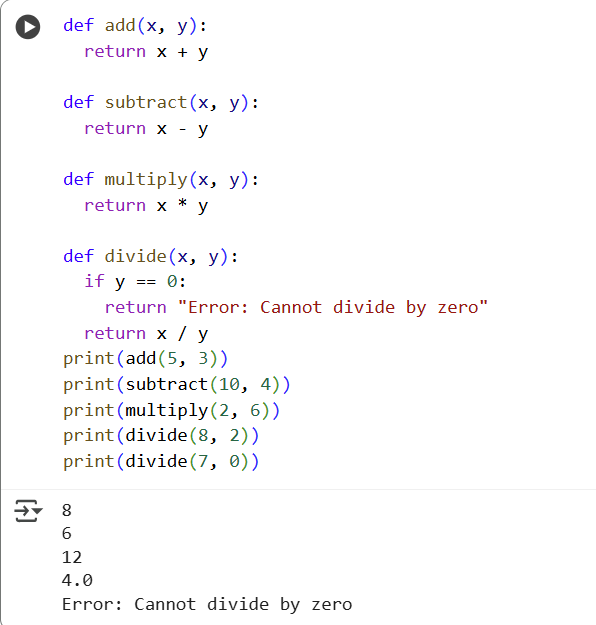 def add(x, y):
  return x + y

def subtract(x, y):
  return x - y

def multiply(x, y):
  return x * y

def divide(x, y):
  if y == 0:
    return "Error: Cannot divide by zero"
  return x / y
print(add(5, 3))
print(subtract(10, 4))
print(multiply(2, 6))
print(divide(8, 2))
print(divide(7, 0))
8
6
12
4.0
Error: Cannot divide by zero